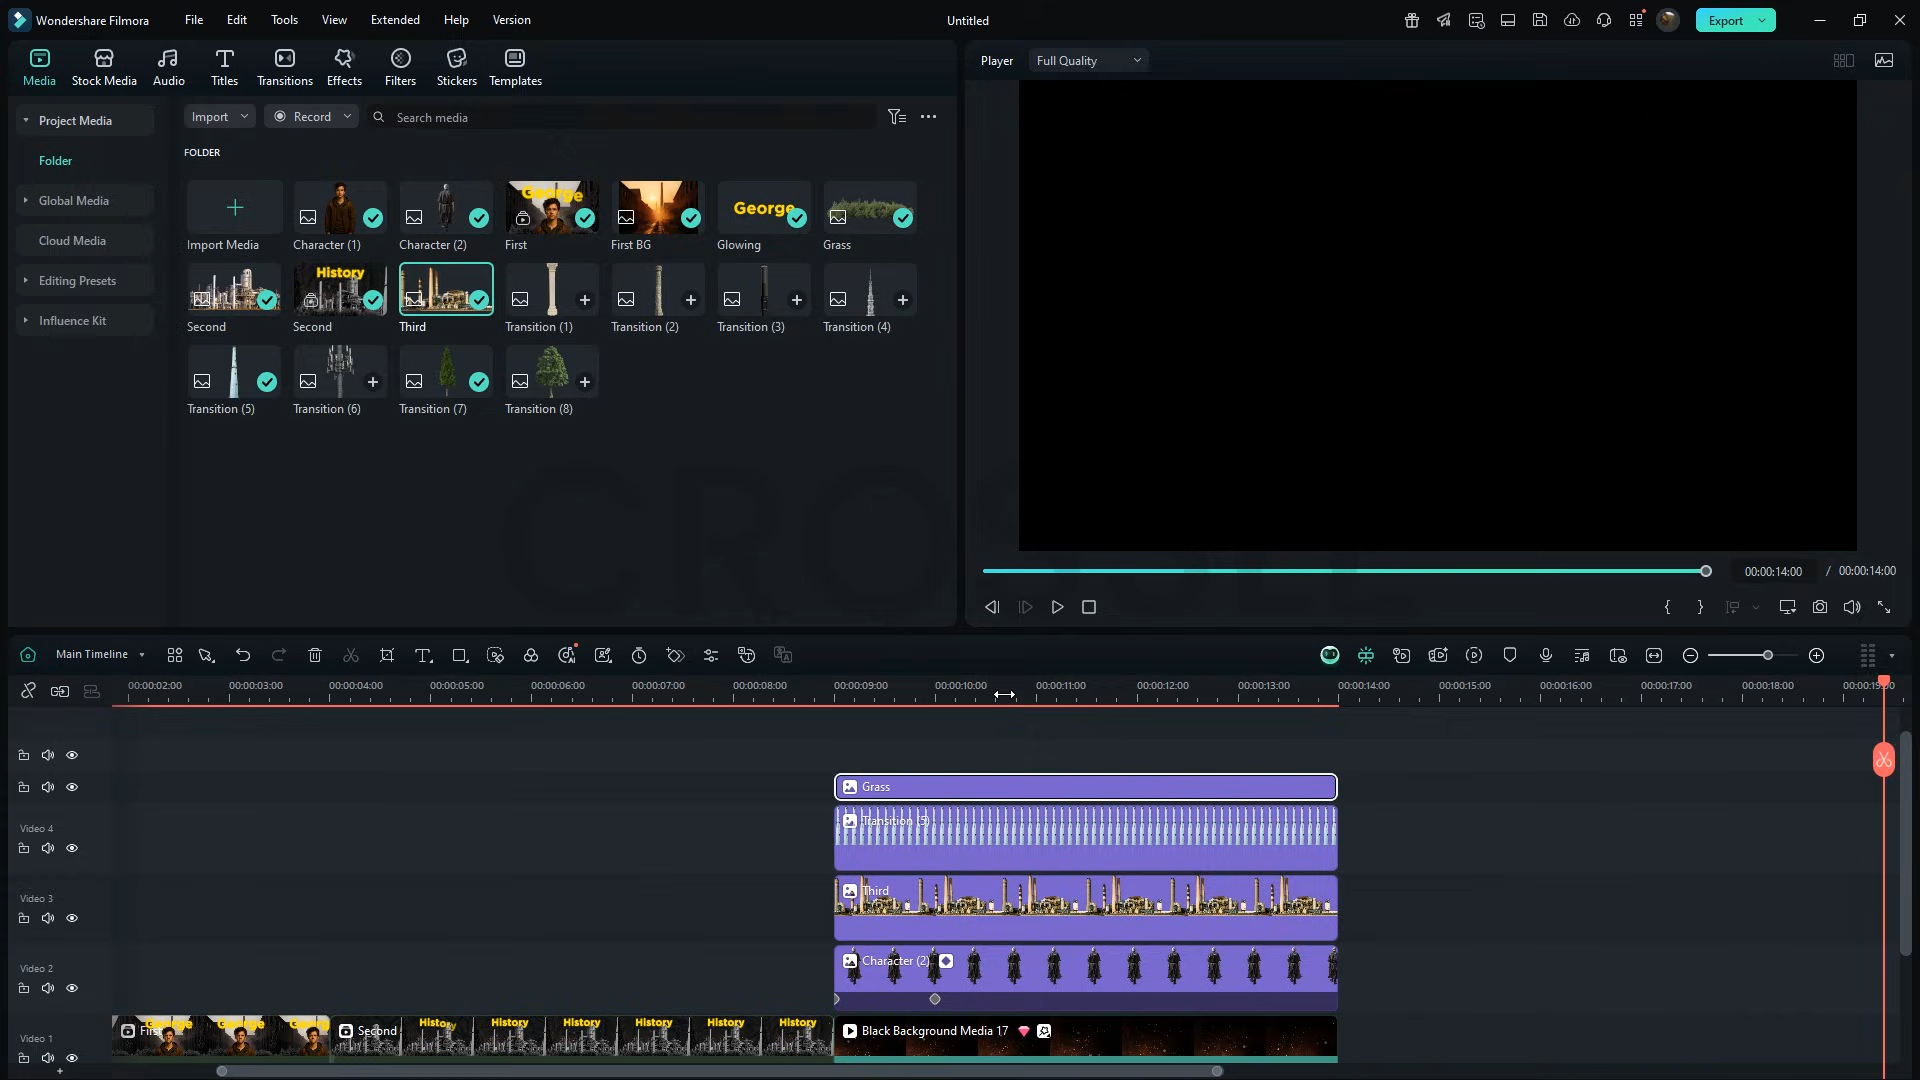 Wondershare Filmora
File Edit Tools View Extended Help Version
Untitled
Export
Media Stock Media Audio Titles Transitions Effects Filters Stickers Templates
Player Full Quality
Project Media
Folder
Global Media
Cloud Media
Editing Presets
Influence Kit
Import Record Search media
FOLDER
George
George
Import Media Character (1) Character (2) First First BG Glowing Grass
History
Second Second Third Transition (1) Transition (2) Transition (3) Transition (4)
Transition (5) Transition (6) Transition (7) Transition (8)
00:00:14:00 / 00:00:14:00
Main Timeline
00:00:02:00 00:00:03:00 00:00:04:00 00:00:05:00 00:00:06:00 00:00:07:00 00:00:08:00 00:00:09:00 00:00:10:00 00:00:11:00 00:00:12:00 00:00:13:00 00:00:14:00 00:00:15:00 00:00:16:00 00:00:17:00 00:00:18:00
Grass
Video 4
Transition (5)
Video 3
Third
Video 2
Character (2)
Video 1
First George George
Second History History History History History
Black Background Media 17